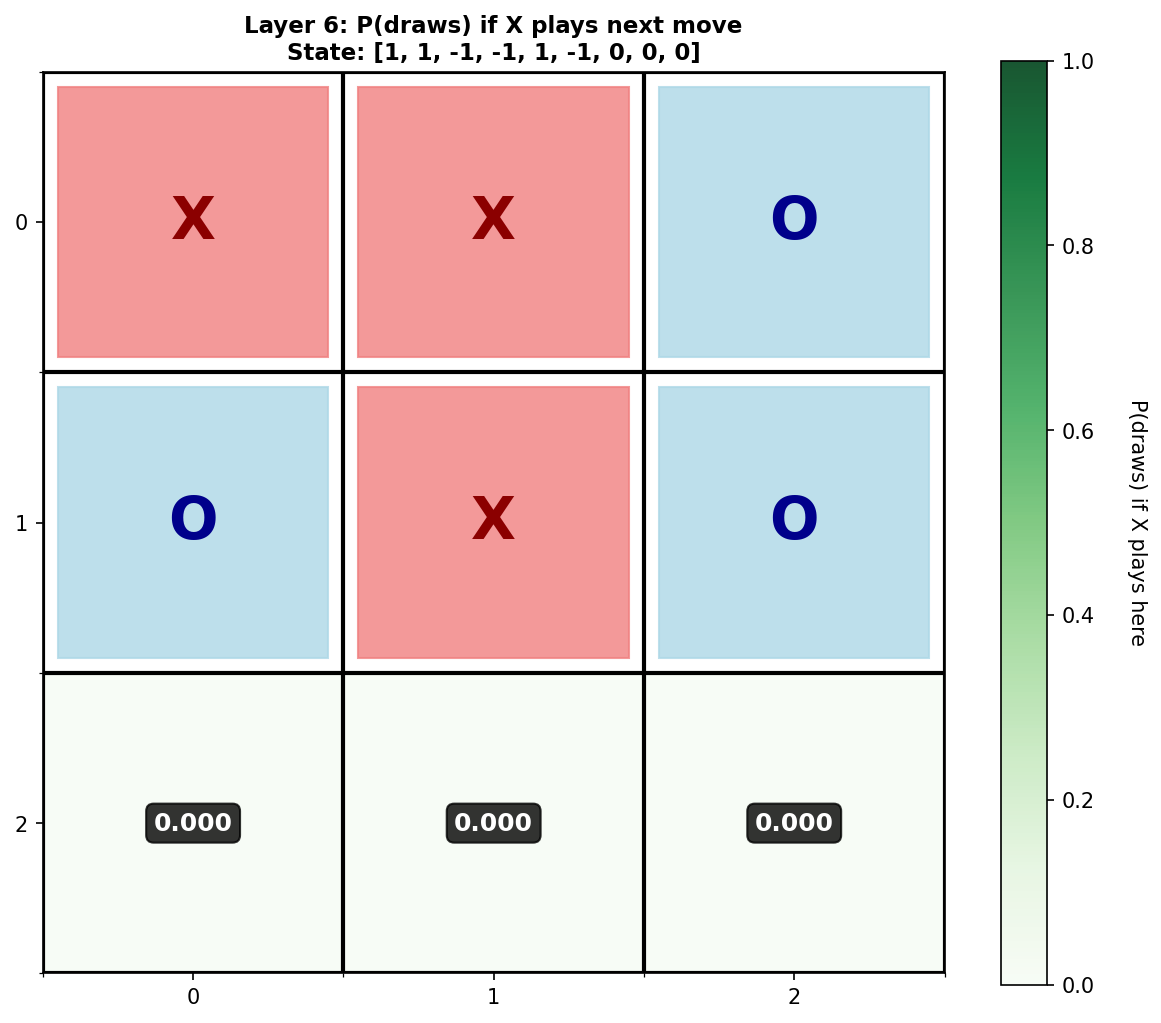 Layer 6: P(draws) if X plays next move
State: [1, 1, -1, -1, 1, -1, 0, 0, 0]
0
X
X
O
1
O
X
O
2
0.000
0.000
0.000
0
1
2
1.0
0.8
0.6
0.4
0.2
0.0
P(draws) if X plays here